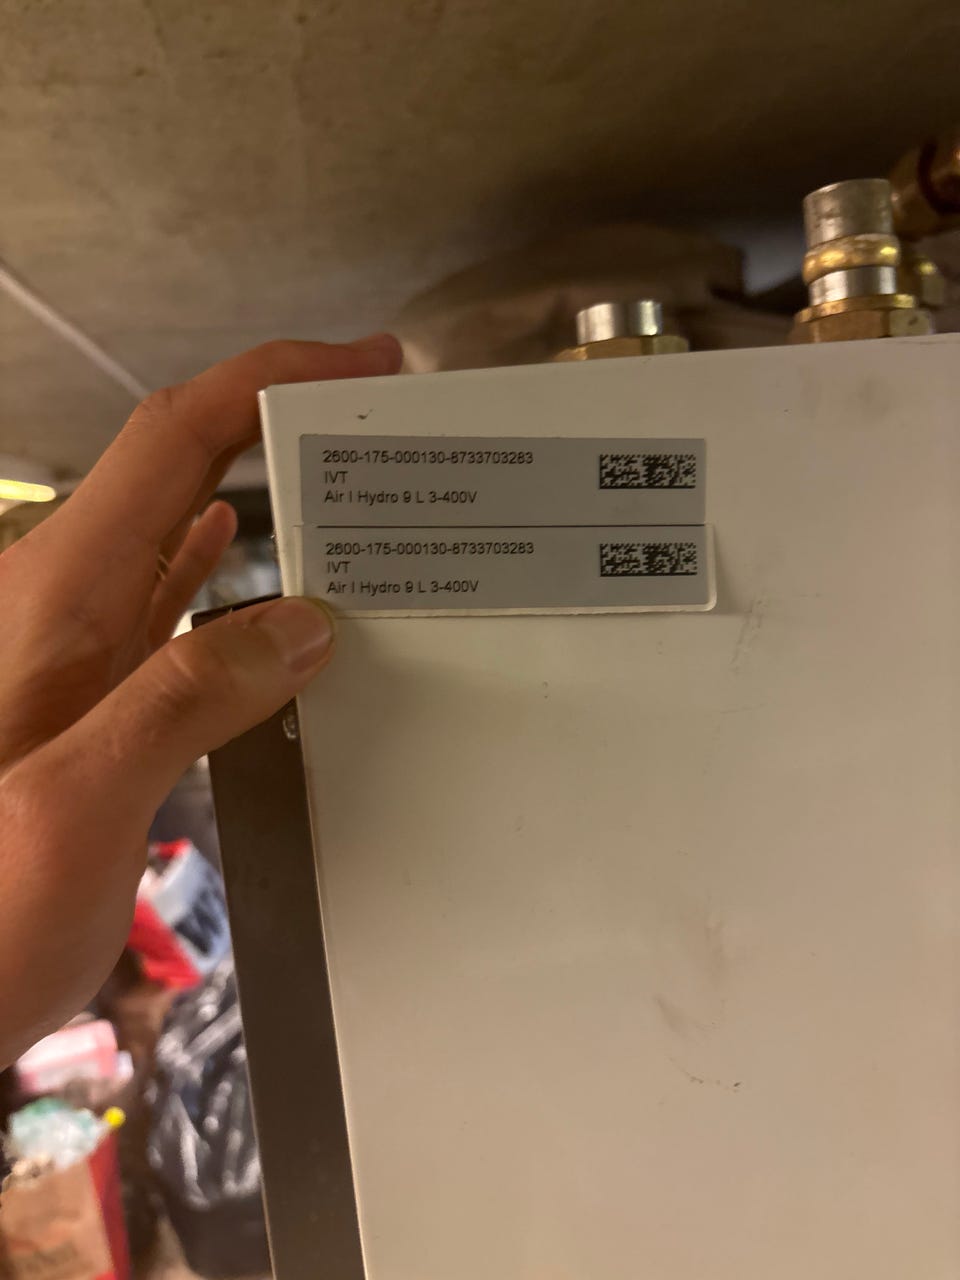 2600-175-000130-8733703283
IVT
Air I Hydro 9 L 3-400V
2600-175-000130-8733703283
IVT
Air I Hydro 9 L 3-400V